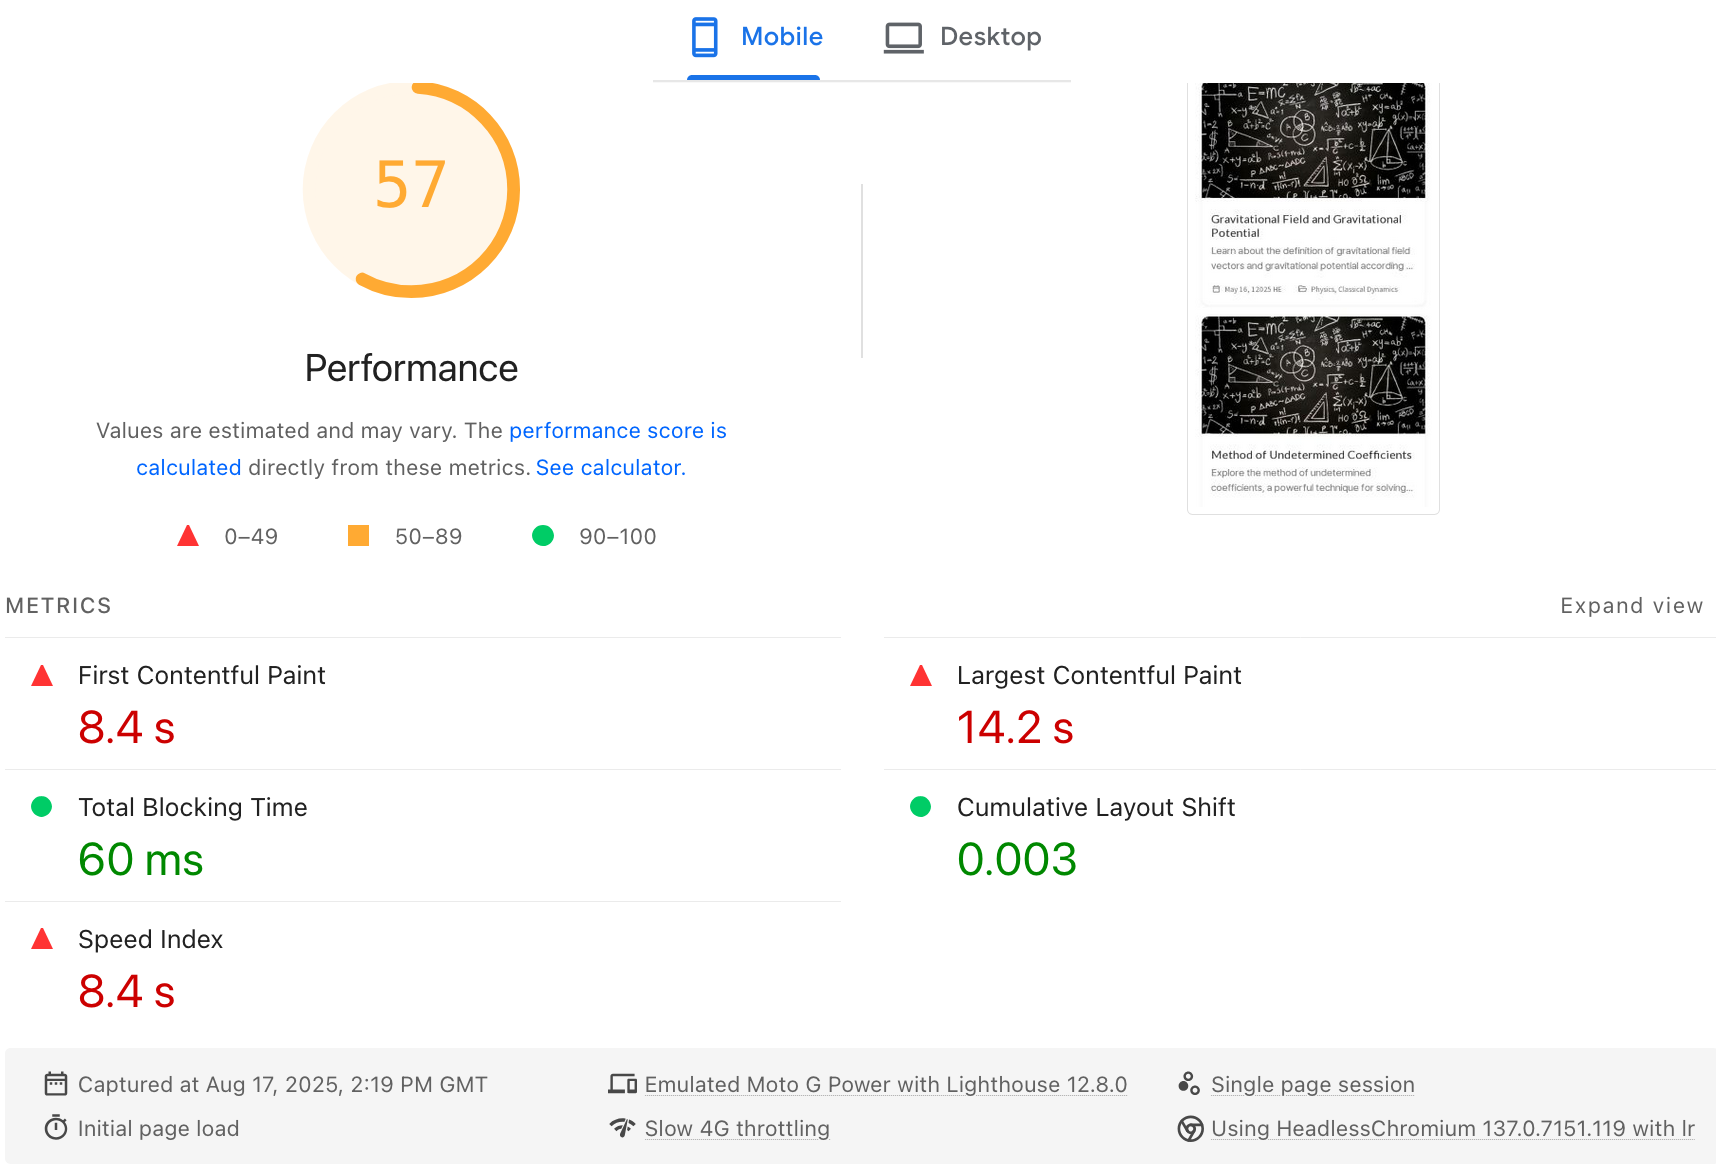 Mobile
Desktop
57
Performance
Values are estimated and may vary. The performance score is
calculated directly from these metrics. See calculator.
0–49
50–89
90–100
Gravitational Field and Gravitational
Potential
Learn about the definition of gravitational field
vectors and gravitational potential according ...
May 16, 12025 HE
Physics, Classical Dynamics
E=mc
Method of Undetermined Coefficients
Explore the method of undetermined
coefficients, a powerful technique for solving...
METRICS
Expand view
First Contentful Paint
8.4 s
Largest Contentful Paint
14.2 s
Total Blocking Time
60 ms
Cumulative Layout Shift
0.003
Speed Index
8.4 s
Captured at Aug 17, 2025, 2:19 PM GMT
Emulated Moto G Power with Lighthouse 12.8.0
Single page session
Initial page load
Slow 4G throttling
Using HeadlessChromium 137.0.7151.119 with lr